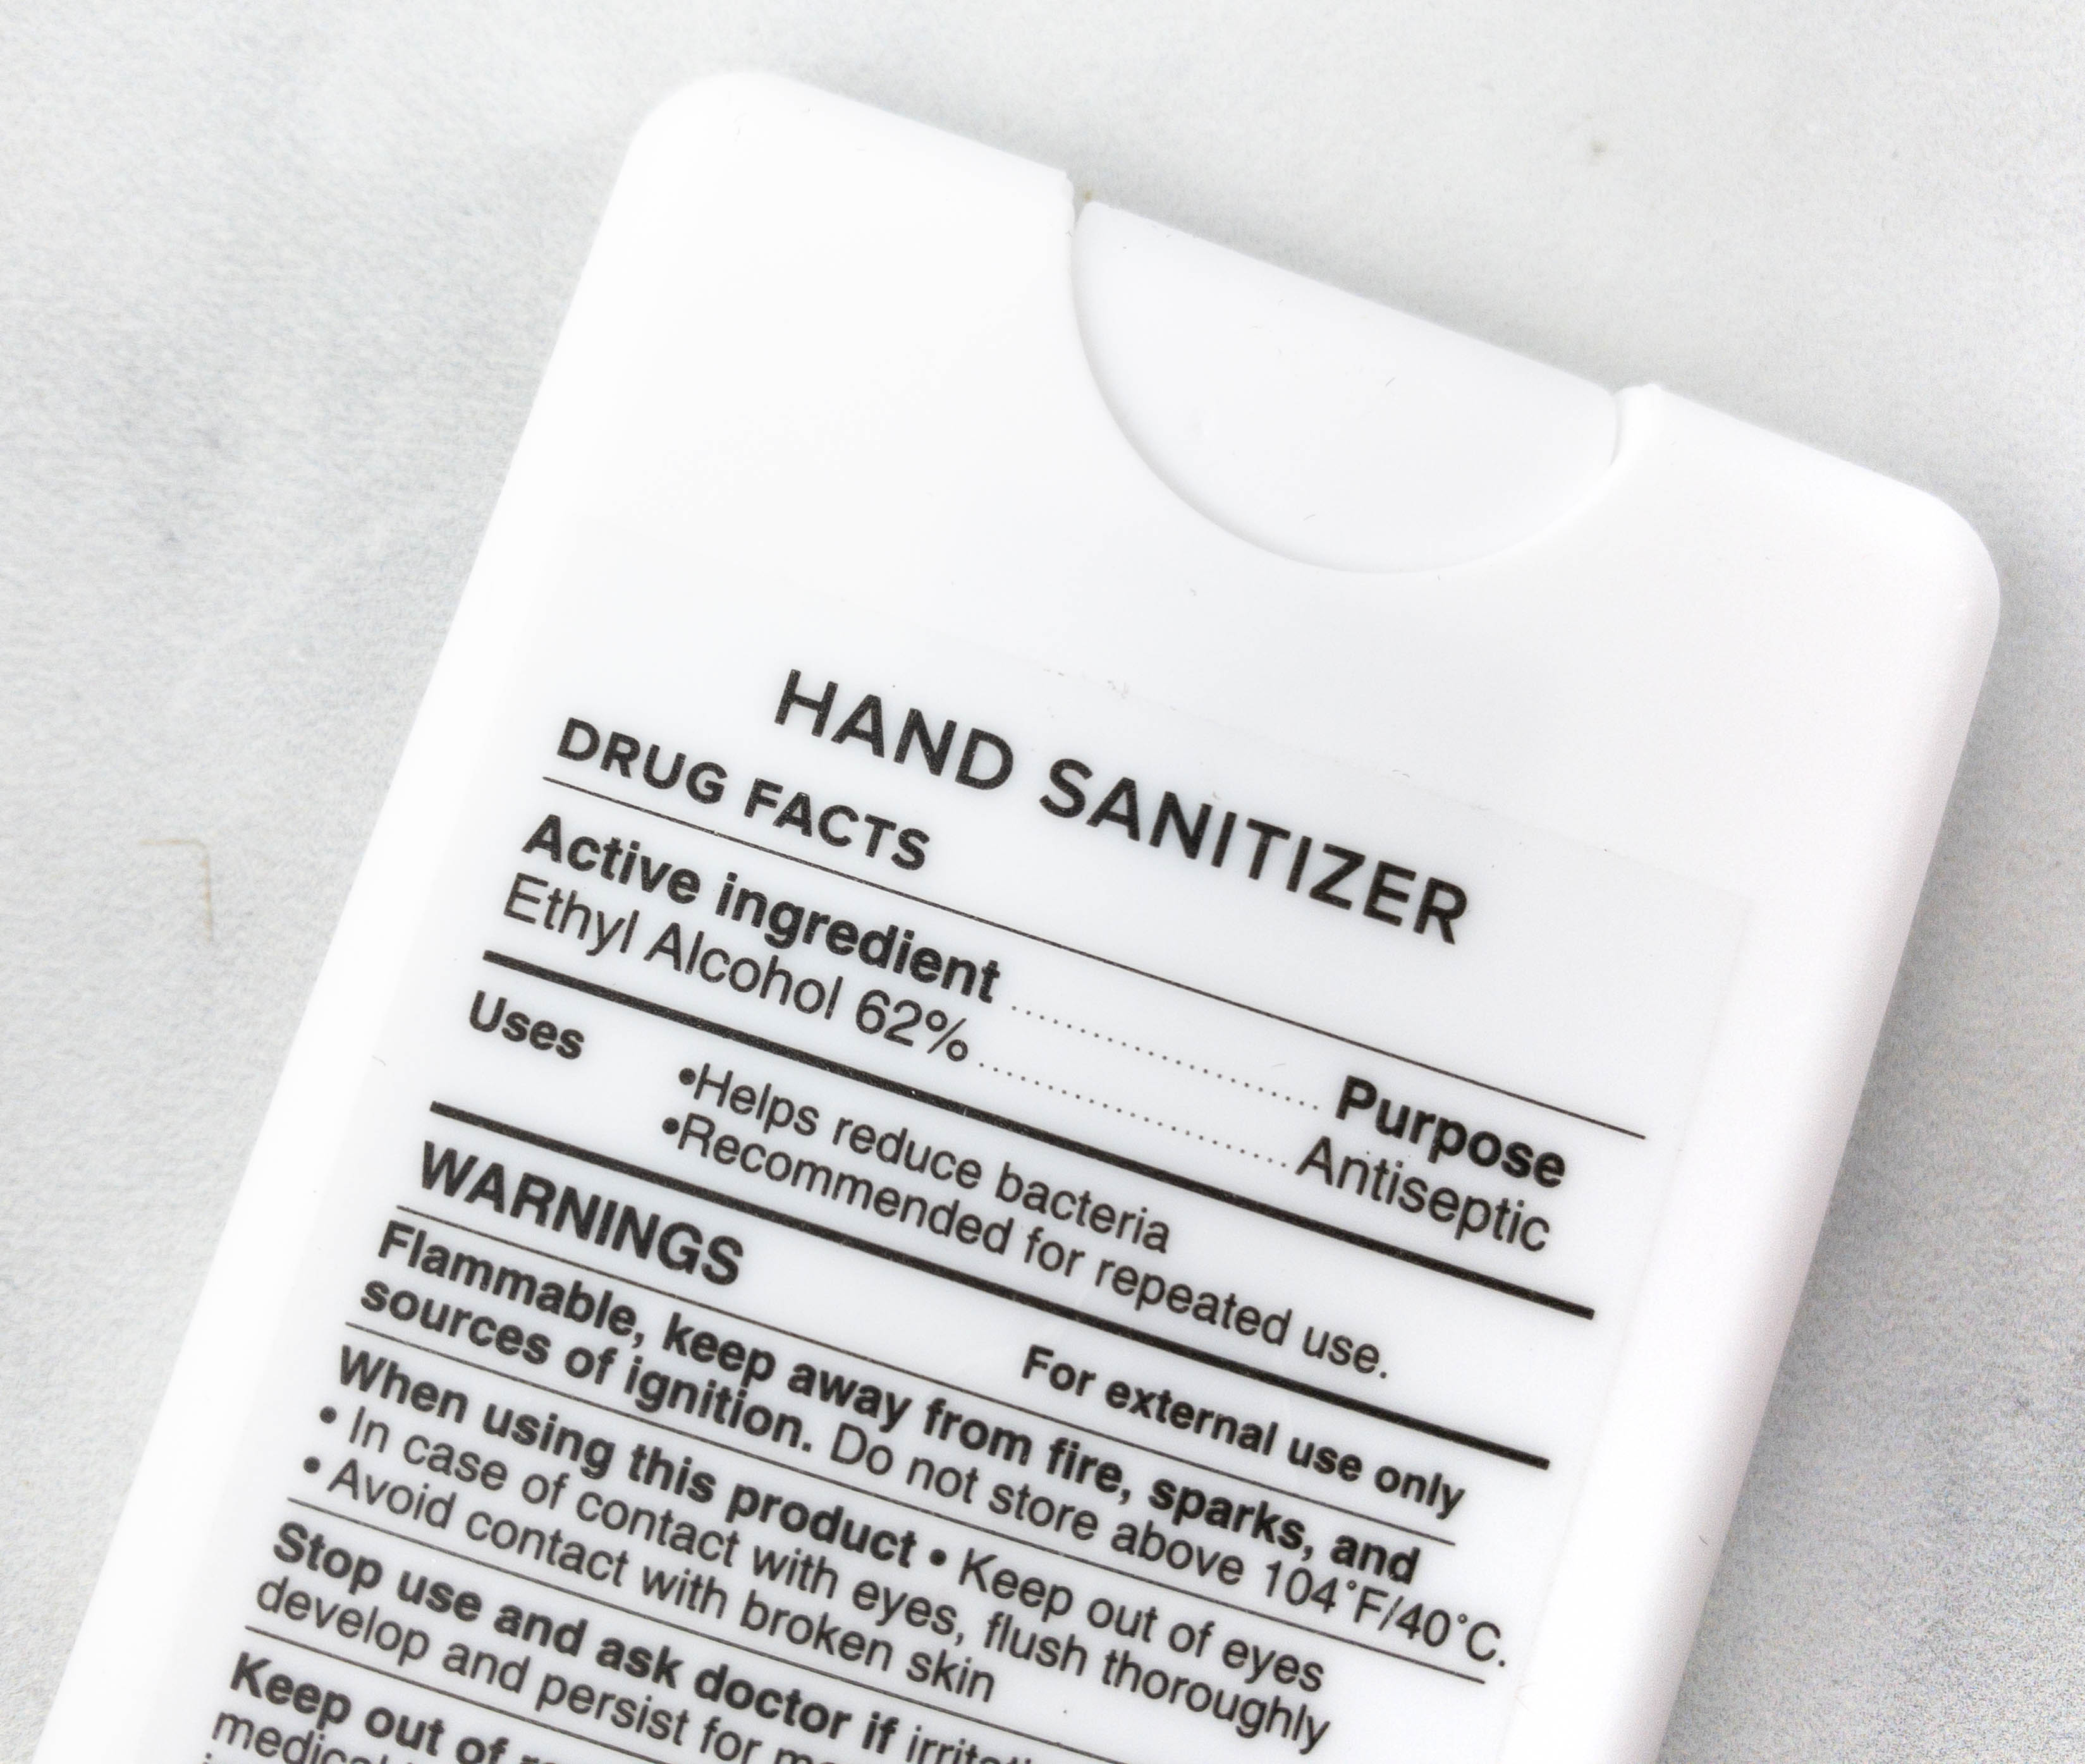 HAND SANITIZER
DRUG FACTS
Active ingredient ........................ Purpose
Ethyl Alcohol 62%........................ Antiseptic
Uses •Helps reduce bacteria
•Recommended for repeated use.
WARNINGS For external use only
Flammable, keep away from fire, sparks, and
sources of ignition. Do not store above 104˚F/40˚C.
When using this product • Keep out of eyes
• In case of contact with eyes, flush thoroughly
• Avoid contact with broken skin
Stop use and ask doctor if
develop and persist for
Keep out of
medical